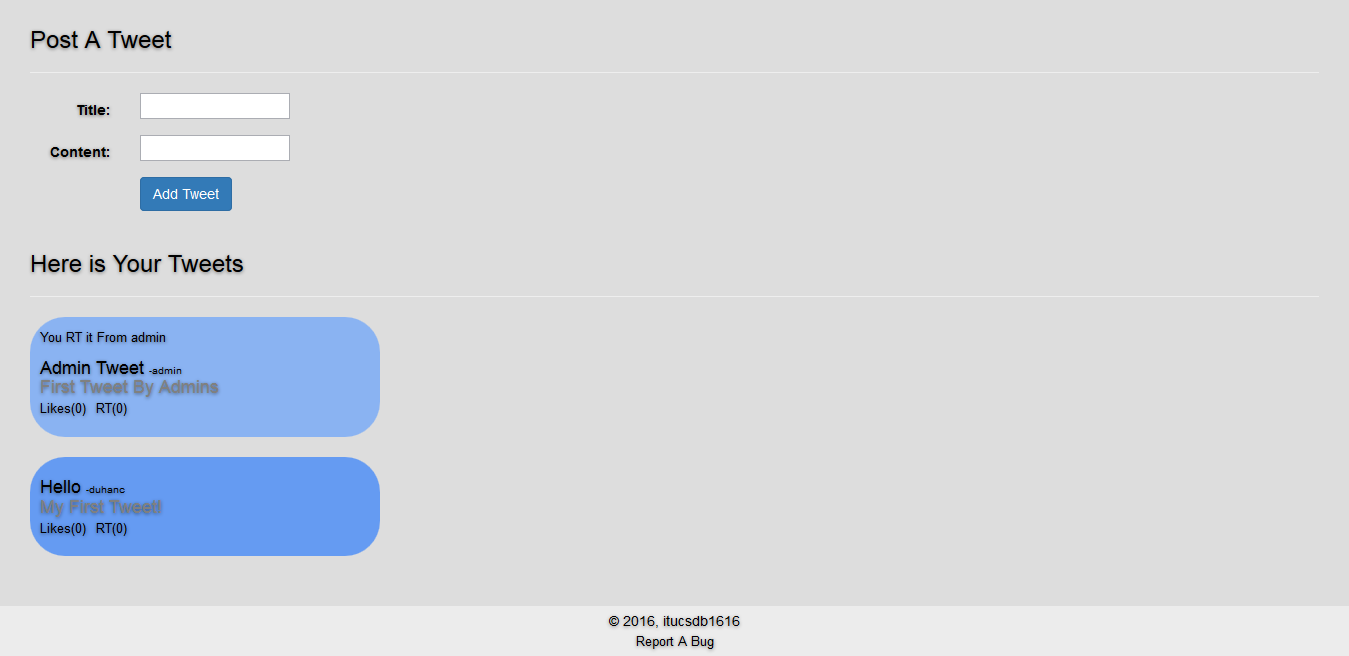 Post A Tweet
Title:
Content:
Add Tweet
Here is Your Tweets
You RT it From admin
Admin Tweet -admin
First Tweet By Admins
Likes(0) RT(0)
Hello -duhanc
My First Tweet!
Likes(0) RT(0)
© 2016, itucsdb1616
Report A Bug